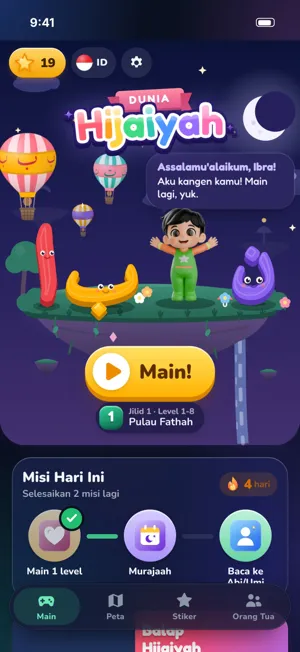 9:41
19
ID
DUNIA
Hijaiyah
Assalamu'alaikum, Ibra!
Aku kangen kamu! Main
lagi, yuk.
Main!
1
Jilid 1 · Level 1-8
Pulau Fathah
Misi Hari Ini
Selesaikan 2 misi lagi
4 hari
Main 1 level
Murajaah
Baca ke
Abi/Umi
Main
Peta
Stiker
Orang Tua
Balap
Hijaiyah